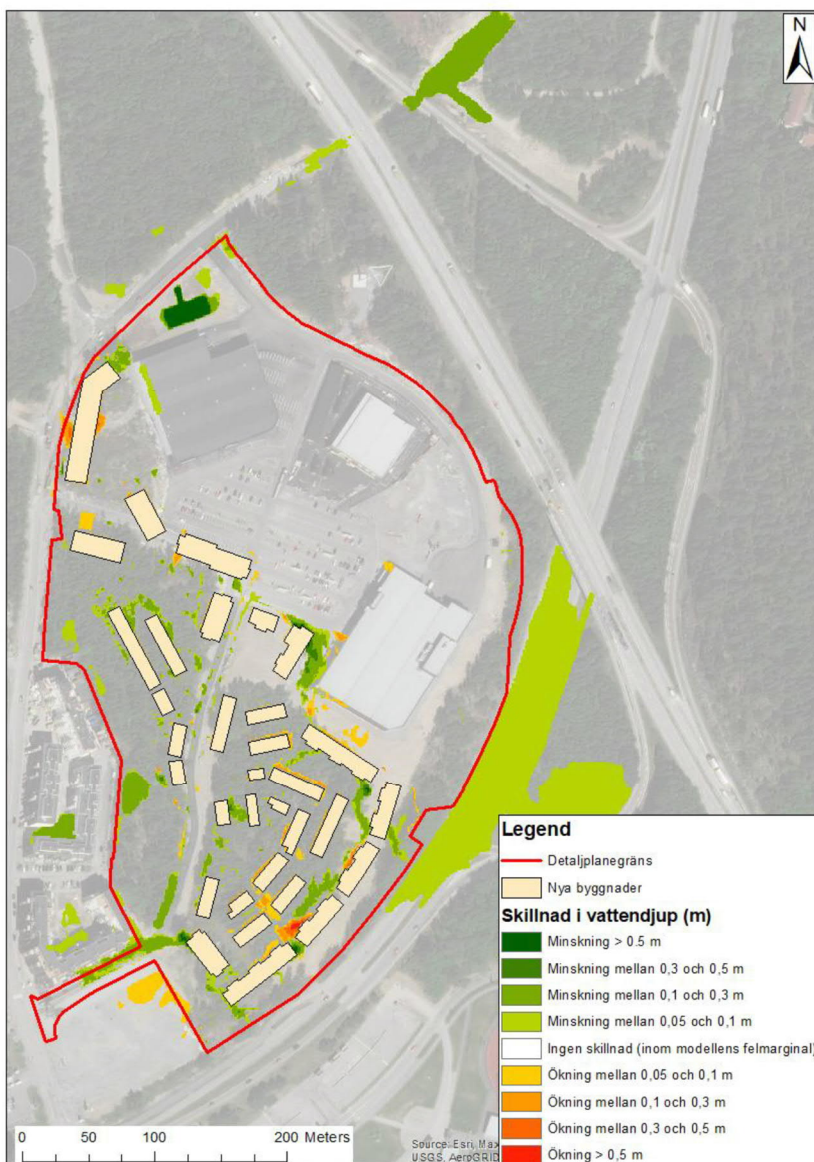 N
Legend
Detaljplanegräns
Nya byggnader
Skillnad i vattendjup (m)
Minskning > 0.5 m
Minskning mellan 0,3 och 0,5 m
Minskning mellan 0,1 och 0,3 m
Minskning mellan 0,05 och 0,1 m
Ingen skillnad (inom modellens felmarginal)
Ökning mellan 0,05 och 0,1 m
Ökning mellan 0,1 och 0,3 m
Ökning mellan 0,3 och 0,5 m
Ökning > 0,5 m
0 50 100 200 Meters
Source: Esri, Max
USGS, AeroGRID